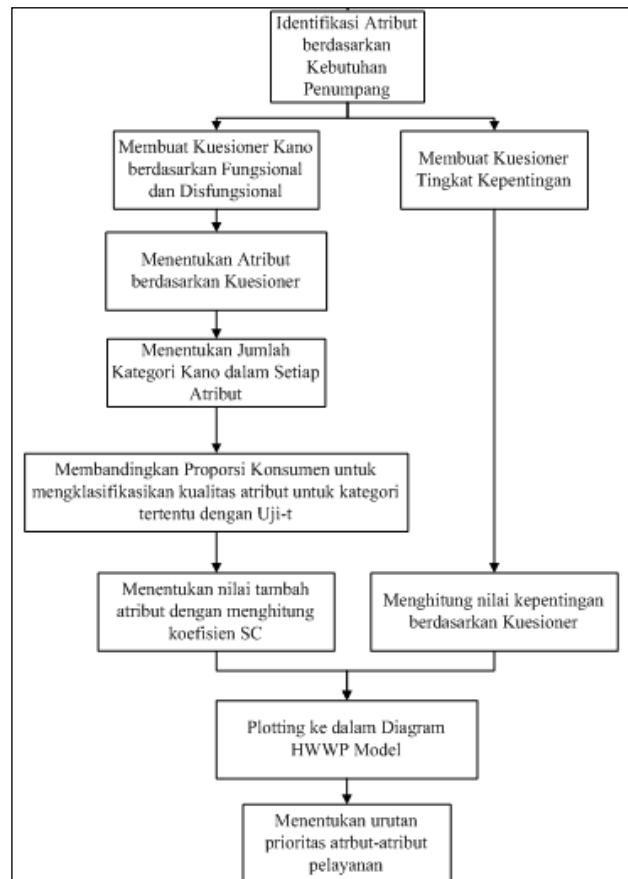 Identifikasi Atribut
berdasarkan
Kebutuhan
Penumpang
Membuat Kuesioner Kano
berdasarkan Fungsional
dan Disfungsional
Membuat Kuesioner
Tingkat Kepentingan
Menentukan Atribut
berdasarkan Kuesioner
Menentukan Jumlah
Kategori Kano dalam Setiap
Atribut
Membandingkan Proporsi Konsumen untuk
mengklasifikasikan kualitas atribut untuk kategori
tertentu dengan Uji-t
Menentukan nilai tambah
atribut dengan menghitung
koefisien SC
Menghitung nilai kepentingan
berdasarkan Kuesioner
Plotting ke dalam Diagram
HWWP Model
Menentukan urutan
prioritas atrbut-atribut
pelayanan